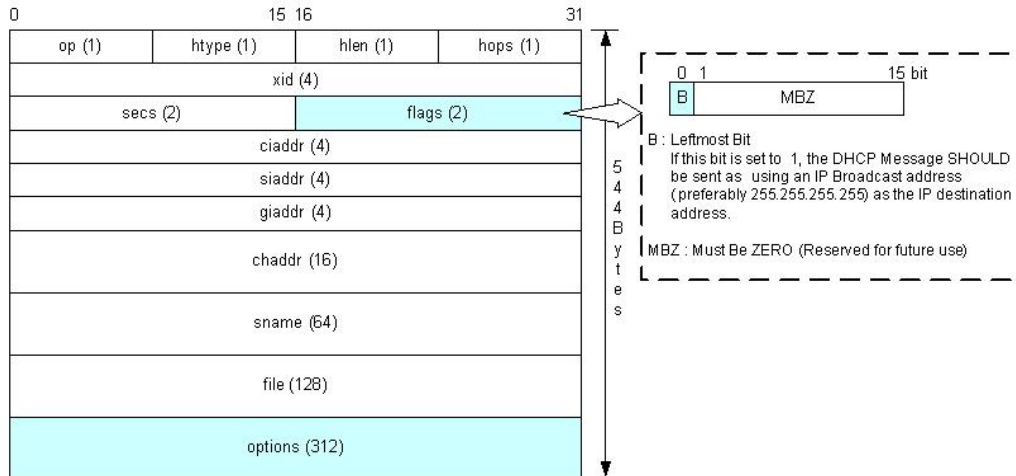 0 15 16 31
op (1) htype (1) hlen (1) hops (1)
xid (4)
secs (2) flags (2)
ciaddr (4)
siaddr (4)
giaddr (4)
chaddr (16)
sname (64)
file (128)
options (312)
544Bytes
0 1 15 bit
B MBZ
B : Leftmost Bit
If this bit is set to 1, the DHCP Message SHOULD
be sent as using an IP Broadcast address
(preferably 255.255.255.255) as the IP destination
address.
MBZ : Must Be ZERO (Reserved for future use)